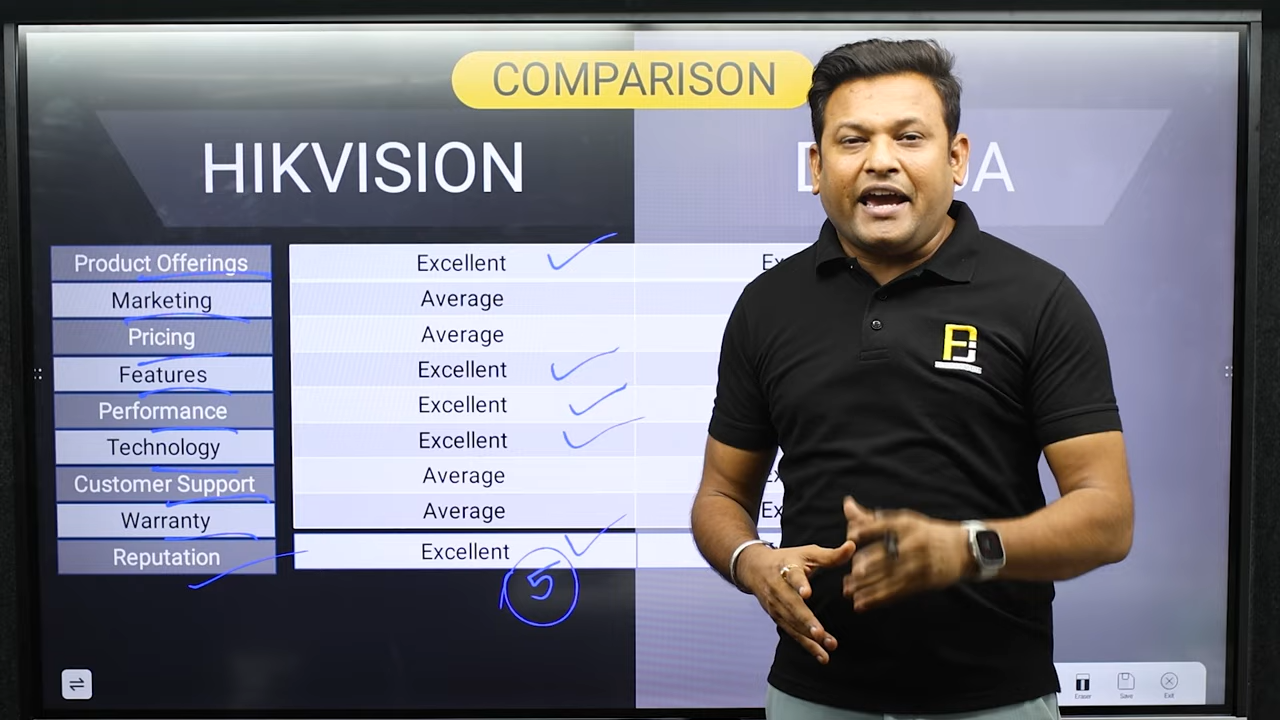 COMPARISON
HIKVISION
Product Offerings Excellent
Marketing Average
Pricing Average
Features Excellent
Performance Excellent
Technology Excellent
Customer Support Average
Warranty Average
Reputation Excellent
5
Eraser Save Exit